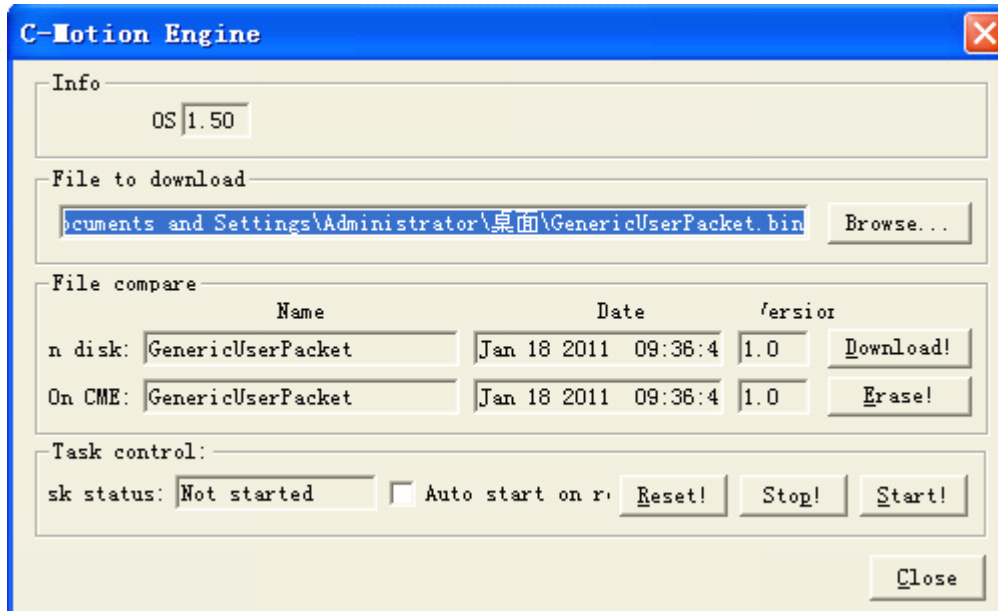 C-Motion Engine
Info
OS 1.50
File to download
ocuments and Settings\Administrator\桌面\GenericUserPacket.bin Browse...
File compare
Name Date Version
n disk: GenericUserPacket Jan 18 2011 09:36:4 1.0 Download!
On CME: GenericUserPacket Jan 18 2011 09:36:4 1.0 Erase!
Task control:
sk status: Not started Auto start on r Reset! Stop! Start!
Close